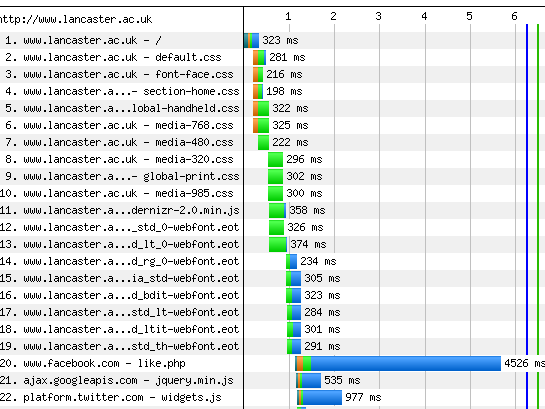 http://www.lancaster.ac.uk
1 2 3 4 5 6
1. www.lancaster.ac.uk - / 323 ms
2. www.lancaster.ac.uk - default.css 281 ms
3. www.lancaster.ac.uk - font-face.css 216 ms
4. www.lancaster.a...- section-home.css 198 ms
5. www.lancaster.a...lobal-handheld.css 322 ms
6. www.lancaster.ac.uk - media-768.css 325 ms
7. www.lancaster.ac.uk - media-480.css 222 ms
8. www.lancaster.ac.uk - media-320.css 296 ms
9. www.lancaster.a...- global-print.css 302 ms
10. www.lancaster.ac.uk - media-985.css 300 ms
11. www.lancaster.a...dernizr-2.0.min.js 358 ms
12. www.lancaster.a..._std_0-webfont.eot 326 ms
13. www.lancaster.a...d_lt_0-webfont.eot 374 ms
14. www.lancaster.a...d_rg_0-webfont.eot 234 ms
15. www.lancaster.a...ia_std-webfont.eot 305 ms
16. www.lancaster.a...d_bdit-webfont.eot 323 ms
17. www.lancaster.a...std_lt-webfont.eot 284 ms
18. www.lancaster.a...d_ltit-webfont.eot 301 ms
19. www.lancaster.a...std_th-webfont.eot 291 ms
20. www.facebook.com - like.php 4526 ms
21. ajax.googleapis.com - jquery.min.js 535 ms
22. platform.twitter.com - widgets.js 977 ms